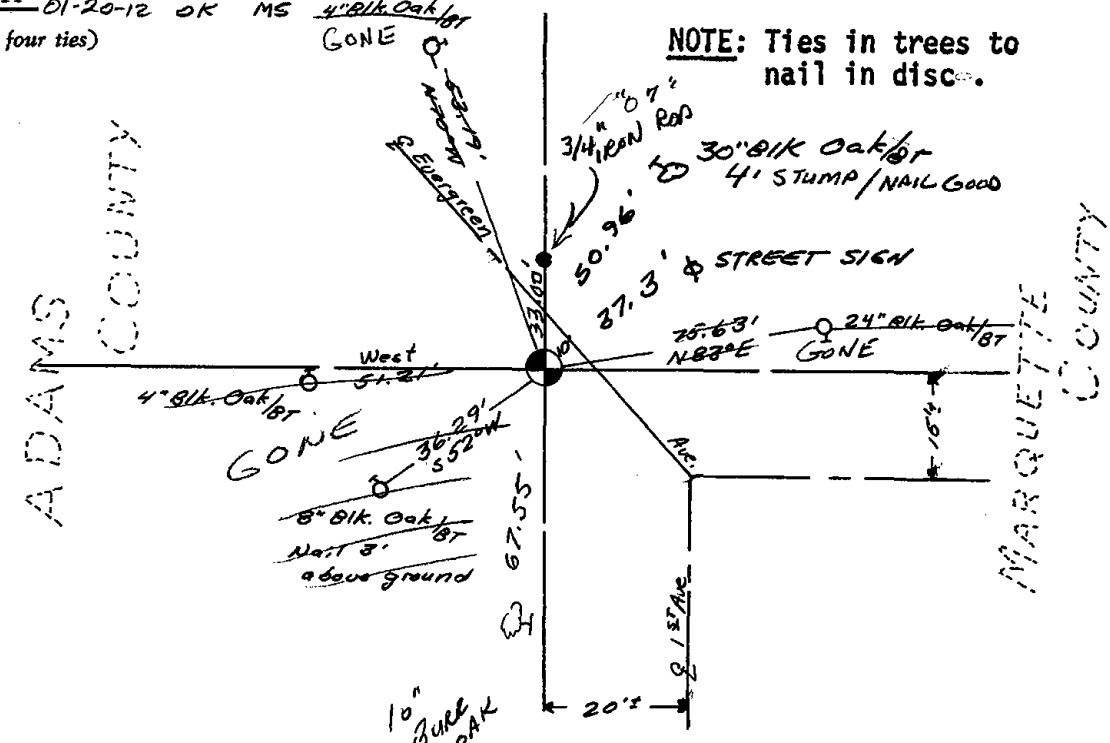 01-20-12 OK MS 4" Blk. Oak/BT
four ties)
GONE
NOTE: Ties in trees to
nail in disc.
53.19'
℄ Evergreen
Ave.
"07"
3/4" IRON ROD
30" Blk Oak/BT
4' STUMP/NAIL GOOD
50.96'
37.3' STREET SIGN
33.00'
75.63'
N83°E
24" Blk. Oak/BT
GONE
ADAMS
COUNTY
MARQUETTE
COUNTY
West
51.21'
4" Blk. Oak/BT
GONE
36.29'
S52°W
8" Blk. Oak/BT
Nail 3'
above ground
67.55'
℄ 1ST Ave
20'±
10"
BURR
OAK